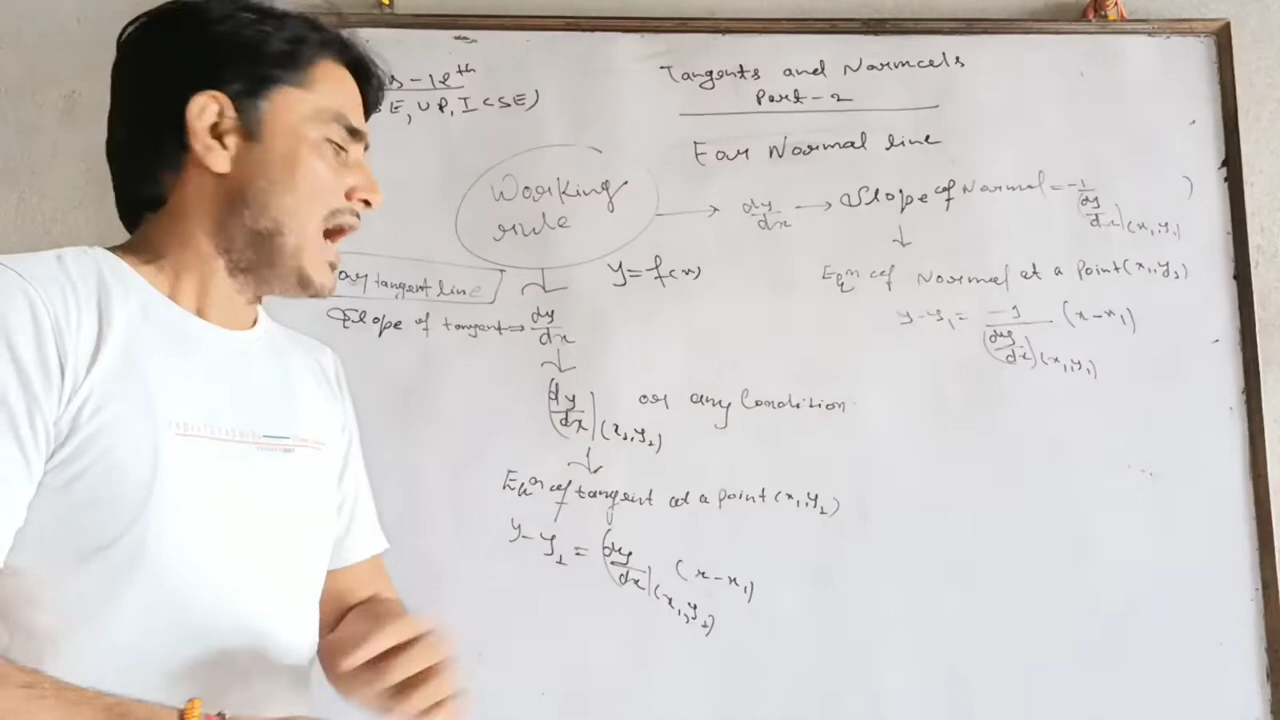 s-12th
SE, UP, ICSE)
Tangents and Normals
Part-2
For Normal line
Working
rule
dy/dx → Slope of Normal = -1/(dy/dx)(x₁,y₁)
)
y = f(x)
or tangent line
Slope of tangent = dy/dx
Eqn of Normal at a point (x₁,y₁)
y-y₁ = -1/(dy/dx)(x₁,y₁) (x-x₁)
(dy/dx)(x₁,y₁) or any Condition
Eqn of tangent at a point (x₁,y₁)
y-y₁ = (dy/dx)(x₁,y₁) (x-x₁)